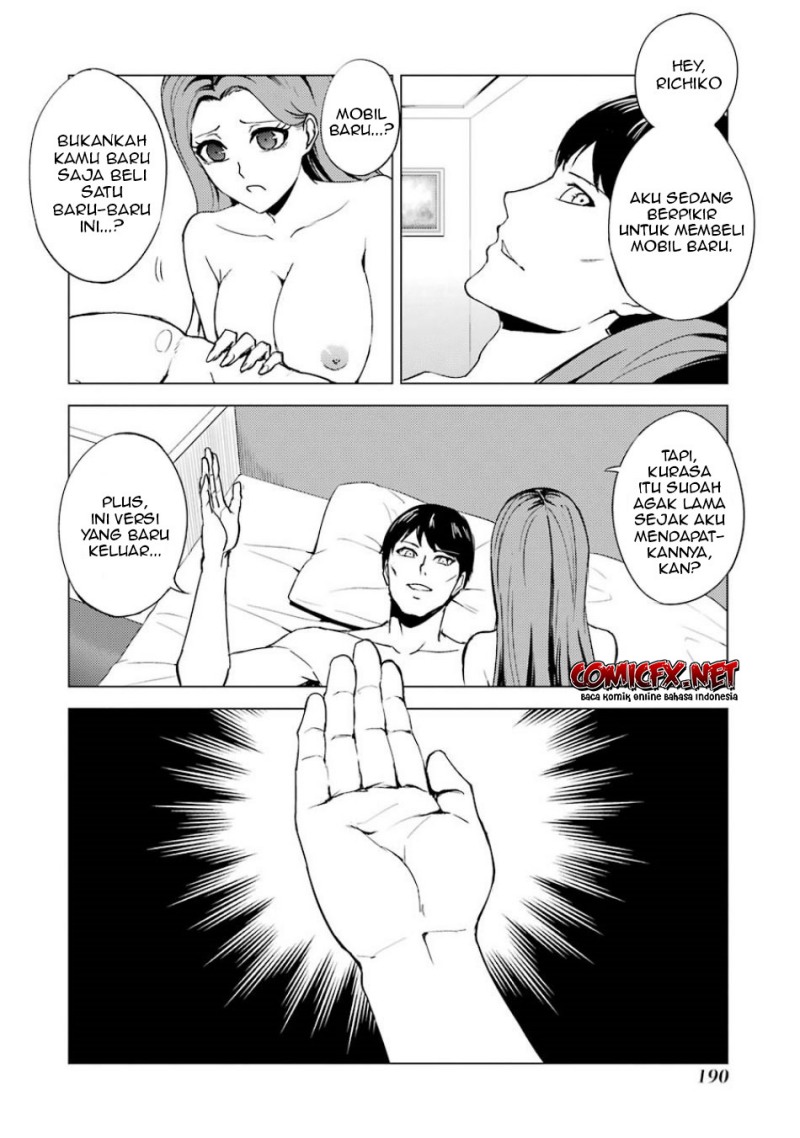 HEY,
RICHIKO
AKU SEDANG
BERPIKIR
UNTUK MEMBELI
MOBIL BARU.
MOBIL
BARU...?
BUKANKAH
KAMU BARU
SAJA BELI
SATU
BARU-BARU
INI...?
TAPI,
KURASA
ITU SUDAH
AGAK LAMA
SEJAK AKU
MENDAPAT-
KANNYA,
KAN?
PLUS,
INI VERSI
YANG BARU
KELUAR...
COMICFX.NET
Baca Komik Online Bahasa Indonesia
190